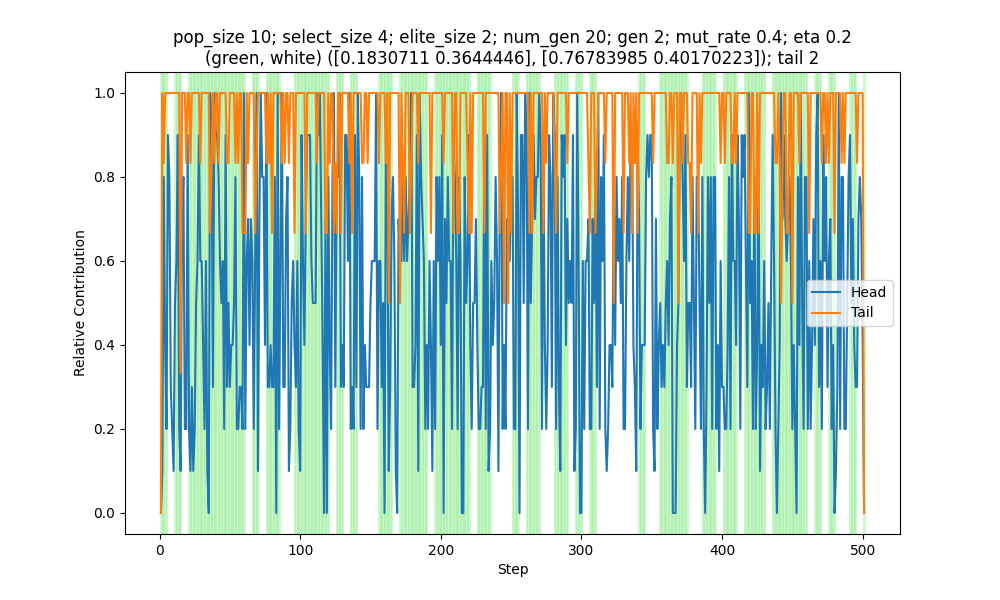 pop_size 10; select_size 4; elite_size 2; num_gen 20; gen 2; mut_rate 0.4; eta 0.2
(green, white) ([0.1830711 0.3644446], [0.76783985 0.40170223]); tail 2
1.0
0.8
0.6
0.4
0.2
0.0
Relative Contribution
Head
Tail
0 100 200 300 400 500
Step